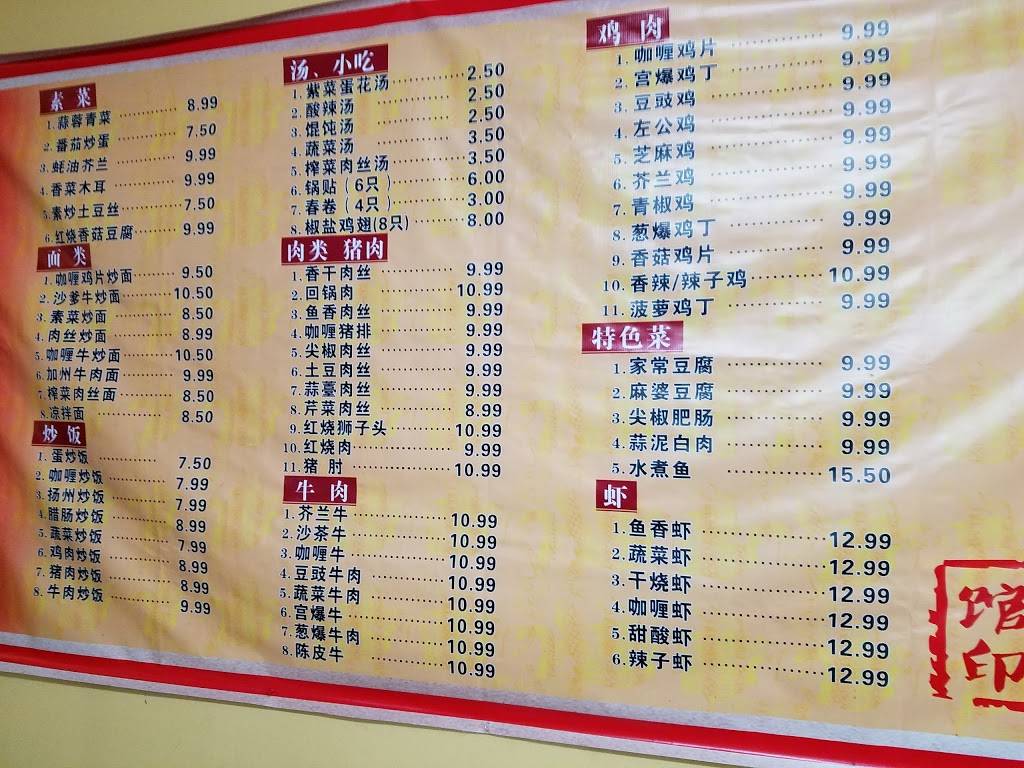 素 菜
1.蒜蓉青菜 ............ 8.99
2.番茄炒蛋 ............ 7.50
3.蚝油芥兰 ............ 9.99
4.香菜木耳 ............ 9.99
5.素炒土豆丝 ............ 7.50
6.红烧香菇豆腐 ............ 9.99
面 类
1.咖喱鸡片炒面 ............ 9.50
2.沙爹牛炒面 ............ 10.50
3.素菜炒面 ............ 8.50
4.肉丝炒面 ............ 8.99
5.咖喱牛炒面 ............ 10.50
6.加州牛肉面 ............ 9.99
7.榨菜肉丝面 ............ 8.50
8.凉拌面 ............ 8.50
炒 饭
1.蛋炒饭 ............ 7.50
2.咖喱炒饭 ............ 7.99
3.扬州炒饭 ............ 7.99
4.腊肠炒饭 ............ 8.99
5.蔬菜炒饭 ............ 7.99
6.鸡肉炒饭 ............ 8.99
7.猪肉炒饭 ............ 8.99
8.牛肉炒饭 ............ 9.99
汤、小吃
1.紫菜蛋花汤 ............ 2.50
2.酸辣汤 ............ 2.50
3.馄饨汤 ............ 2.50
4.蔬菜汤 ............ 3.50
5.榨菜肉丝汤 ............ 3.50
6.锅贴（6只） ............ 6.00
7.春卷（4只） ............ 3.00
8.椒盐鸡翅(8只) ............ 8.00
肉类 猪肉
1.香干肉丝 ............ 9.99
2.回锅肉 ............ 10.99
3.鱼香肉丝 ............ 9.99
4.咖喱猪排 ............ 9.99
5.尖椒肉丝 ............ 9.99
6.土豆肉丝 ............ 9.99
7.蒜薹肉丝 ............ 9.99
8.芹菜肉丝 ............ 8.99
9.红烧狮子头 ............ 10.99
10.红烧肉 ............ 9.99
11.猪 肘 ............ 10.99
牛 肉
1.芥兰牛 ............ 10.99
2.沙茶牛 ............ 10.99
3.咖喱牛 ............ 10.99
4.豆豉牛肉 ............ 10.99
5.蔬菜牛肉 ............ 10.99
6.宫爆牛 ............ 10.99
7.葱爆牛肉 ............ 10.99
8.陈皮牛 ............ 10.99
鸡 肉
1.咖喱鸡片 ............ 9.99
2.宫爆鸡丁 ............ 9.99
3.豆豉鸡 ............ 9.99
4.左公鸡 ............ 9.99
5.芝麻鸡 ............ 9.99
6.芥兰鸡 ............ 9.99
7.青椒鸡 ............ 9.99
8.葱爆鸡丁 ............ 9.99
9.香菇鸡片 ............ 9.99
10.香辣/辣子鸡 ............ 10.99
11.菠萝鸡丁 ............ 9.99
特色菜
1.家常豆腐 ............ 9.99
2.麻婆豆腐 ............ 9.99
3.尖椒肥肠 ............ 9.99
4.蒜泥白肉 ............ 9.99
5.水煮鱼 ............ 15.50
虾
1.鱼香虾 ............ 12.99
2.蔬菜虾 ............ 12.99
3.干烧虾 ............ 12.99
4.咖喱虾 ............ 12.99
5.甜酸虾 ............ 12.99
6.辣子虾 ............ 12.99
馆
印